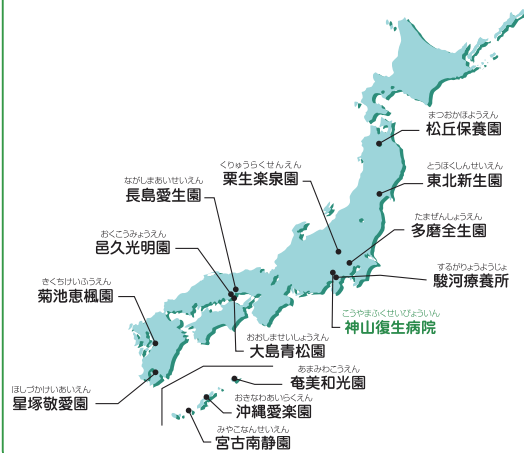 まつおかほようえん
松丘保養園
とうほくしんせいえん
東北新生園
くりゅうらくせんえん
栗生楽泉園
ながしまあいせいえん
長島愛生園
たまぜんしょうえん
多磨全生園
おくこうみょうえん
邑久光明園
するがりょうようじょ
駿河療養所
きくちけいふうえん
菊池恵楓園
こうやまふくせいびょういん
神山復生病院
おおしませいしょうえん
大島青松園
あまみわこうえん
奄美和光園
ほしづかけいあいえん
星塚敬愛園
おきなわあいらくえん
沖縄愛楽園
みやこなんせいえん
宮古南静園